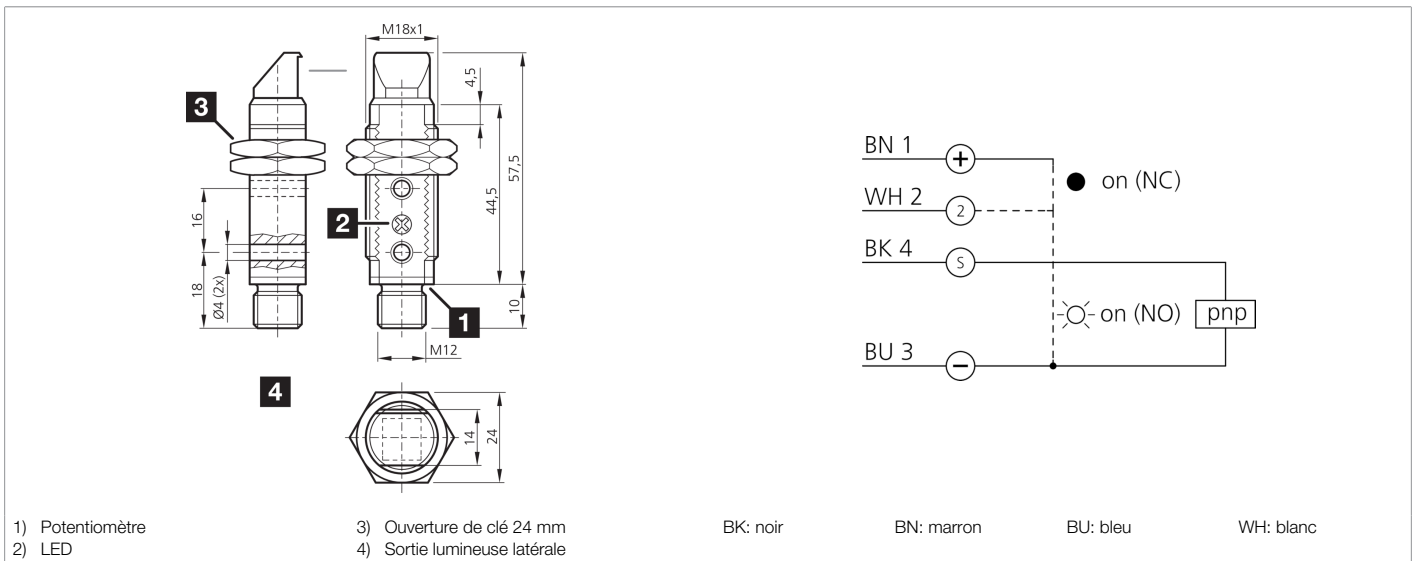 M18x1
4,5
3
57,5
44,5
16
2
18
Ø4 (2x)
10
1
M12
4
14
24
BN 1
+
on (NC)
WH 2
2
BK 4
S
on (NO)
pnp
BU 3
−
1) Potentiomètre
2) LED
3) Ouverture de clé 24 mm
4) Sortie lumineuse latérale
BK: noir
BN: marron
BU: bleu
WH: blanc